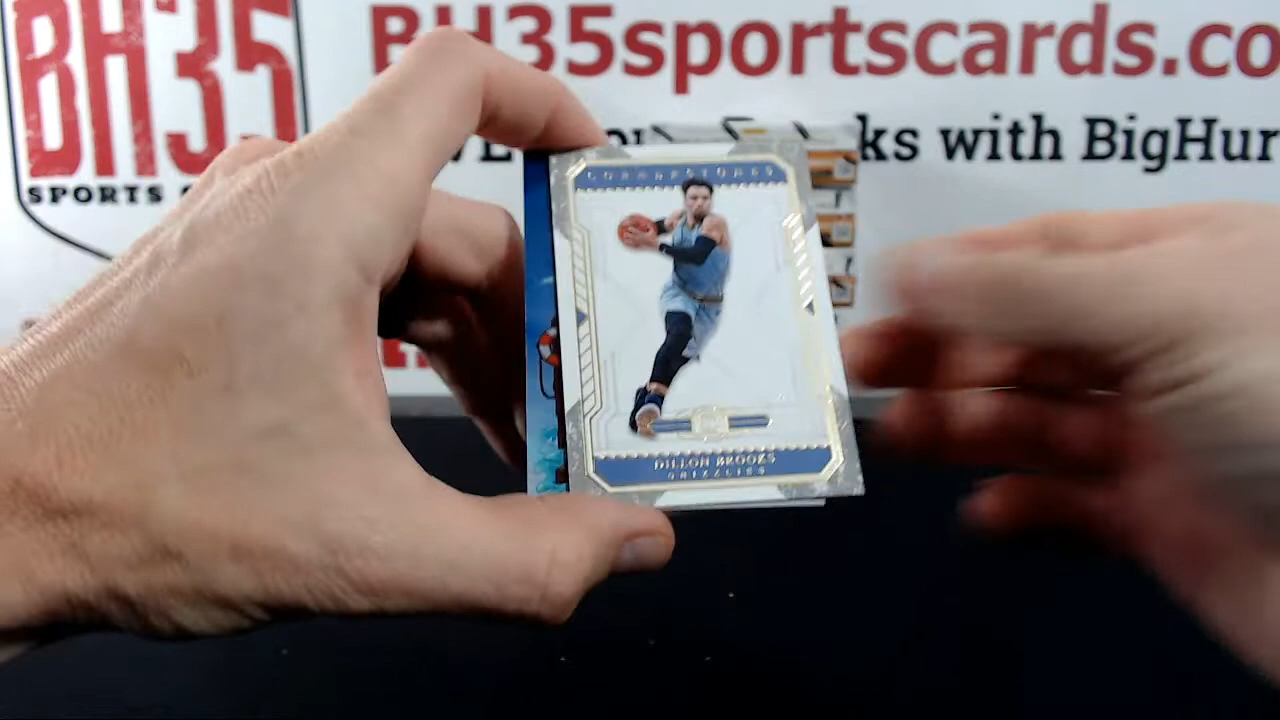 BH35
SPORTS
BH35sportscards.co
ks with BigHur
CORNERSTONES
DILLON BROOKS
GRIZZLIES